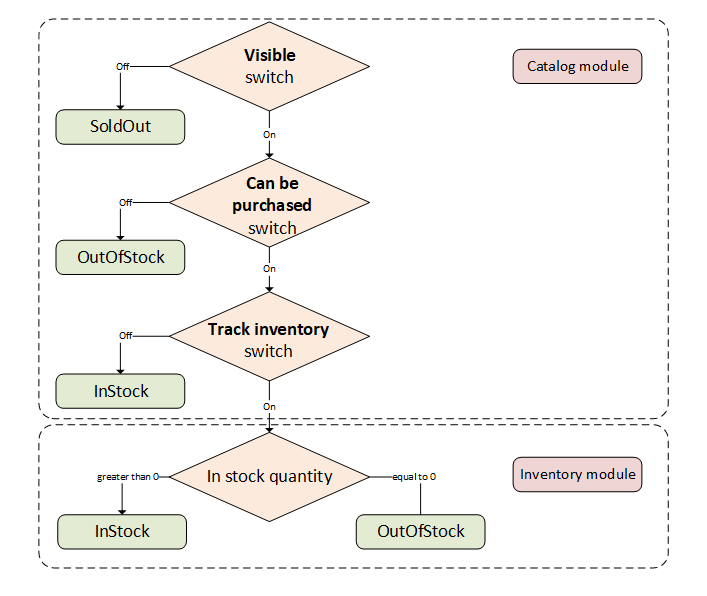 Visible
switch
Catalog module
Off
SoldOut
On
Can be
purchased
switch
Off
OutOfStock
On
Track inventory
switch
Off
InStock
On
In stock quantity
Inventory module
greater than 0
equal to 0
InStock
OutOfStock